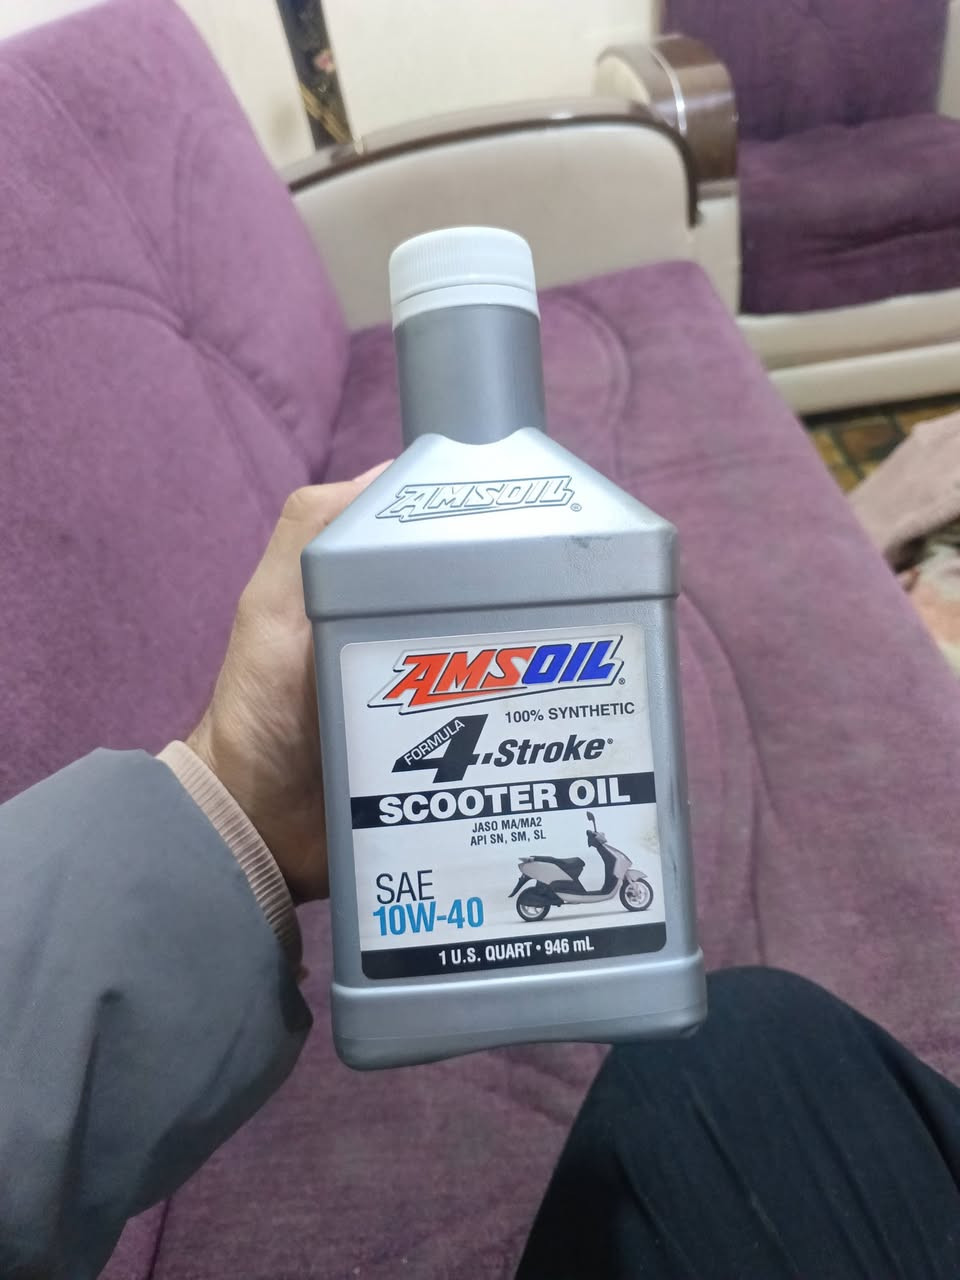 AMSOIL®
AMSOIL®
100% SYNTHETIC
FORMULA
4-Stroke®
SCOOTER OIL
JASO MA/MA2
API SN, SM, SL
SAE
10W-40
1 U.S. QUART • 946 mL